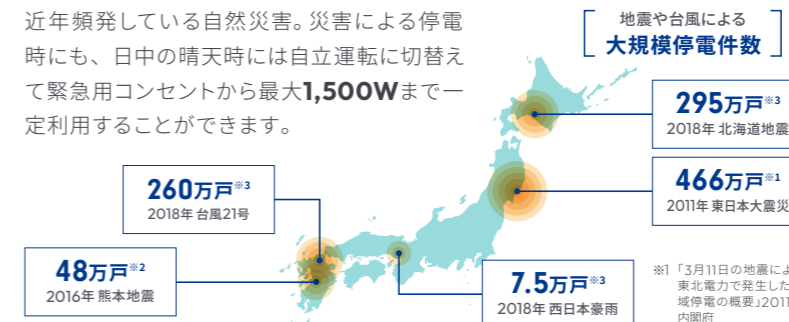 近年頻発している自然災害。災害による停電
時にも、日中の晴天時には自立運転に切替え
て緊急用コンセントから最大1,500Wまで一
定利用することができます。
地震や台風による
大規模停電件数
295万戸※3
2018年 北海道地震
466万戸※1
2011年 東日本大震災
260万戸※3
2018年 台風21号
48万戸※2
2016年 熊本地震
7.5万戸※3
2018年 西日本豪雨
※1「3月11日の地震によ
東北電力で発生した
域停電の概要」2011
内閣府